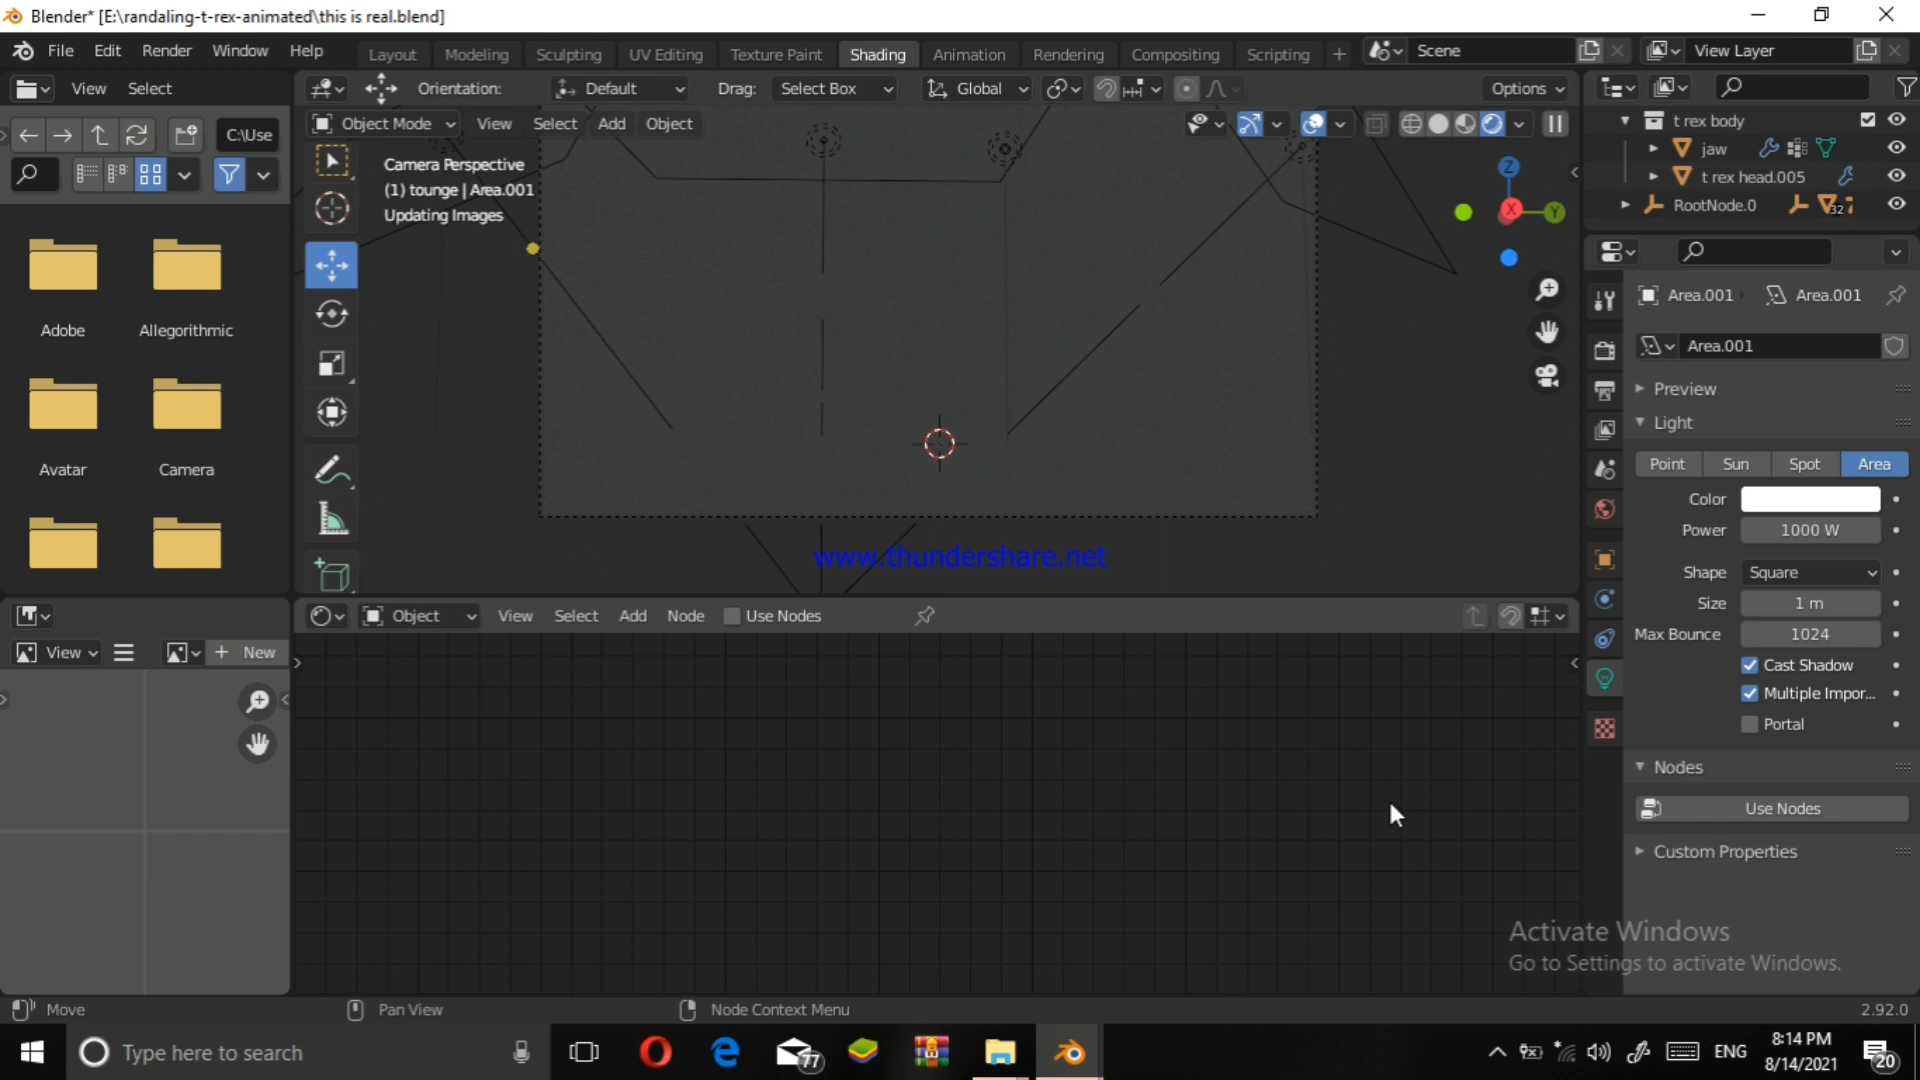 Blender* [E:\randaling-t-rex-animated\this is real.blend]
File Edit Render Window Help
Layout Modeling Sculpting UV Editing Texture Paint Shading Animation Rendering Compositing Scripting +
Scene
View Layer
View Select
Orientation: Default Drag: Select Box Global Options
C:\Use
Object Mode View Select Add Object
Camera Perspective
(1) tounge | Area.001
Updating Images
Z
X
Y
t rex body
jaw
t rex head.005
RootNode.0
32
Adobe
Allegorithmic
Avatar
Camera
Area.001 Area.001
Area.001
Preview
Light
Point Sun Spot Area
Color
Power 1000 W
Shape Square
Size 1 m
Max Bounce 1024
Cast Shadow
Multiple Impor...
Portal
Nodes
Use Nodes
Custom Properties
www.thundershare.net
Object View Select Add Node Use Nodes
View
+ New
Activate Windows
Go to Settings to activate Windows.
Move
Pan View
Node Context Menu
2.92.0
Type here to search
77
ENG
8:14 PM
8/14/2021
20